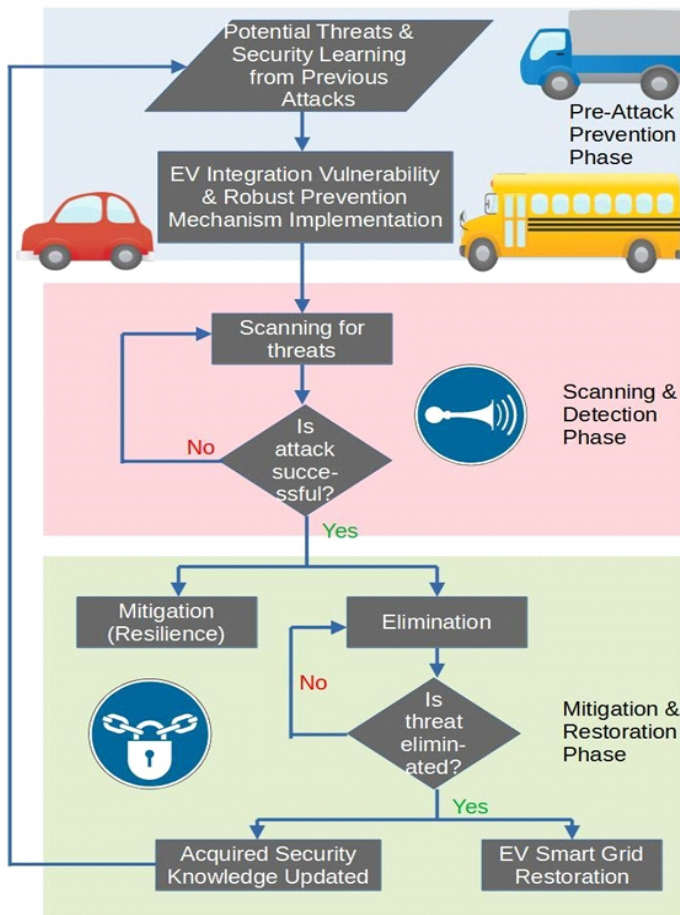 Potential Threats &
Security Learning
from Previous
Attacks
Pre-Attack
Prevention
Phase
EV Integration Vulnerability
& Robust Prevention
Mechanism Implementation
Scanning for
threats
Scanning &
Detection
Phase
Is
attack
succe-
ssful?
No
Yes
Mitigation
(Resilience)
Elimination
No
Is
threat
elimin-
ated?
Mitigation &
Restoration
Phase
Yes
Acquired Security
Knowledge Updated
EV Smart Grid
Restoration